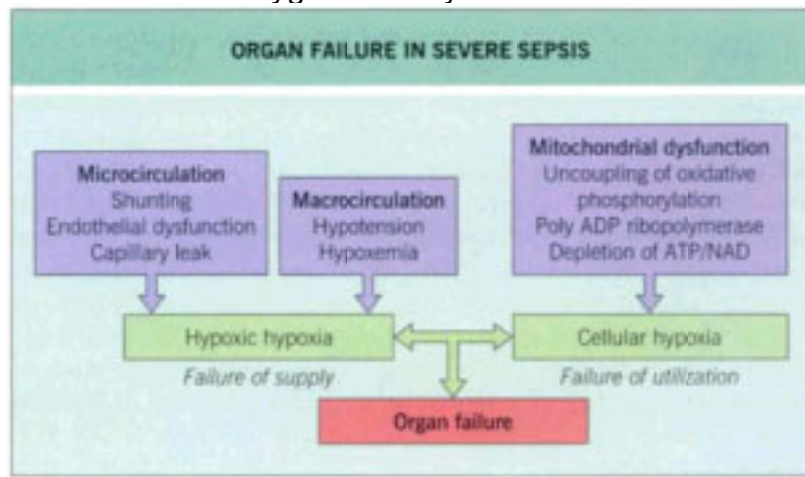 ORGAN FAILURE IN SEVERE SEPSIS
Microcirculation
Shunting
Endothelial dysfunction
Capillary leak
Macrocirculation
Hypotension
Hypoxemia
Mitochondrial dysfunction
Uncoupling of oxidative
phosphorylation
Poly ADP ribopolymerase
Depletion of ATP/NAD
Hypoxic hypoxia
Cellular hypoxia
Failure of supply
Failure of utilization
Organ failure